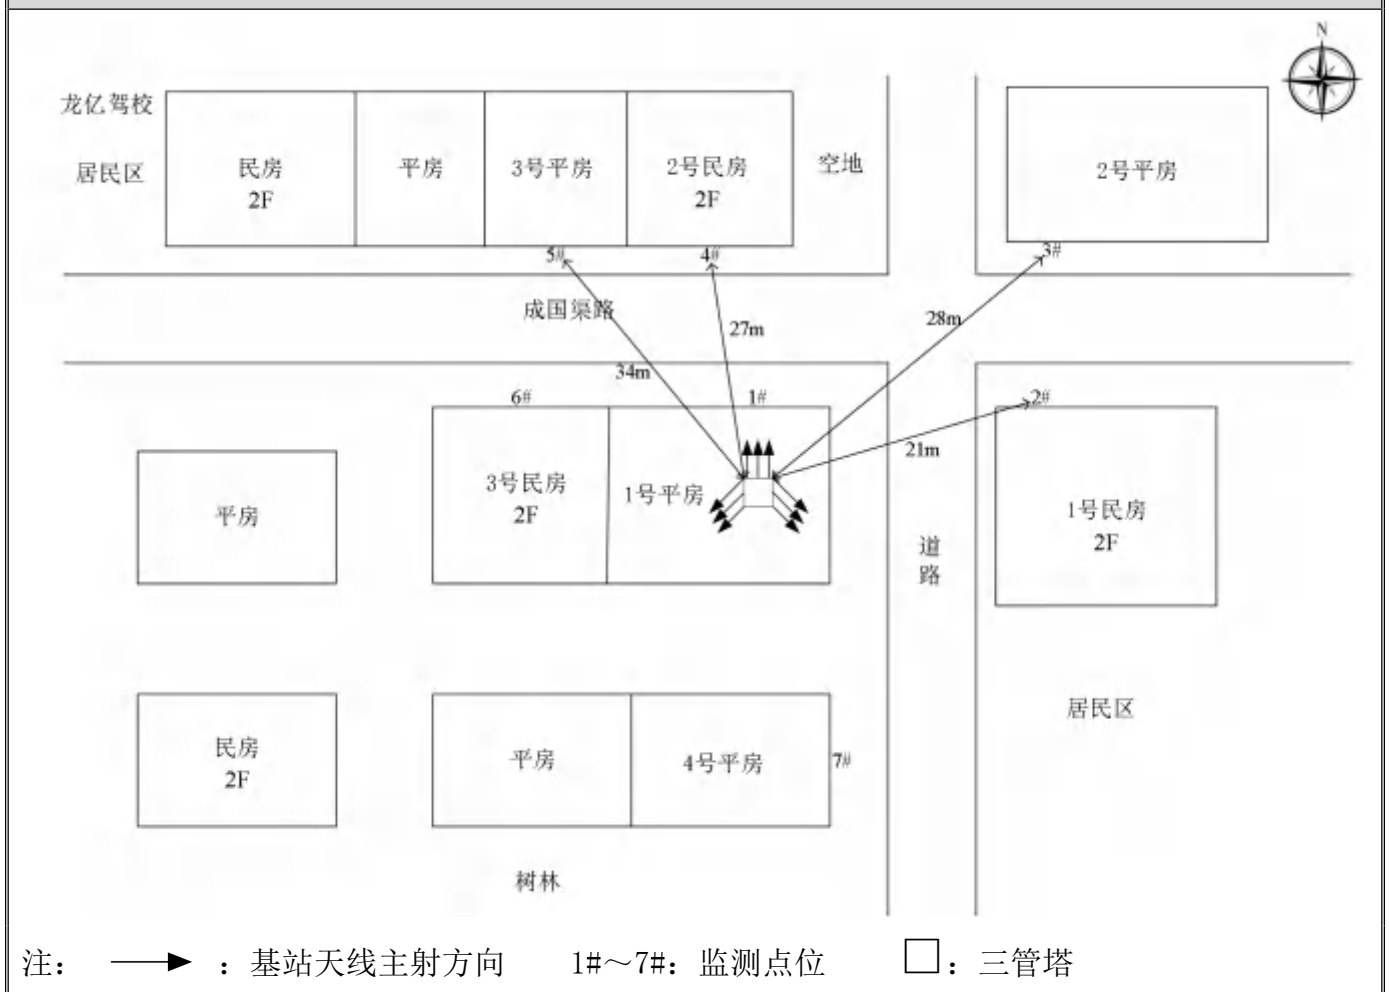 N
龙亿驾校
居民区
民房
2F
平房
3号平房
2号民房
2F
空地
2号平房
5#
4#
3#
成国渠路
27m
28m
34m
6#
1#
2#
21m
平房
3号民房
2F
1号平房
1号民房
2F
道
路
居民区
民房
2F
平房
4号平房
7#
树林
注： ：基站天线主射方向 1#～7#：监测点位 ：三管塔